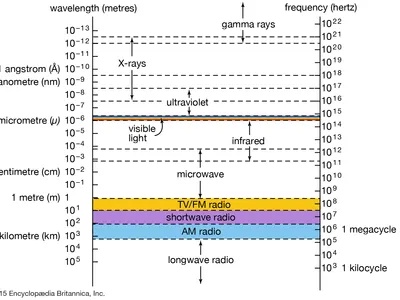 wavelength (metres)
frequency (hertz)
gamma rays
10⁻¹³
10⁻¹²
10⁻¹¹
1 angstrom (Å) 10⁻¹⁰
nanometre (nm) 10⁻⁹
10⁻⁸
10⁻⁷
micrometre (μ) 10⁻⁶
10⁻⁵
10⁻⁴
10⁻³
centimetre (cm) 10⁻²
10⁻¹
1 metre (m) 1
10¹
10²
kilometre (km) 10³
10⁴
10⁵
X-rays
ultraviolet
visible
light
infrared
microwave
TV/FM radio
shortwave radio
AM radio
longwave radio
10²²
10²¹
10²⁰
10¹⁹
10¹⁸
10¹⁷
10¹⁶
10¹⁵
10¹⁴
10¹³
10¹²
10¹¹
10¹⁰
10⁹
10⁸
10⁷
10⁶ 1 megacycle
10⁵
10⁴
10³ 1 kilocycle
15 Encyclopædia Britannica, Inc.